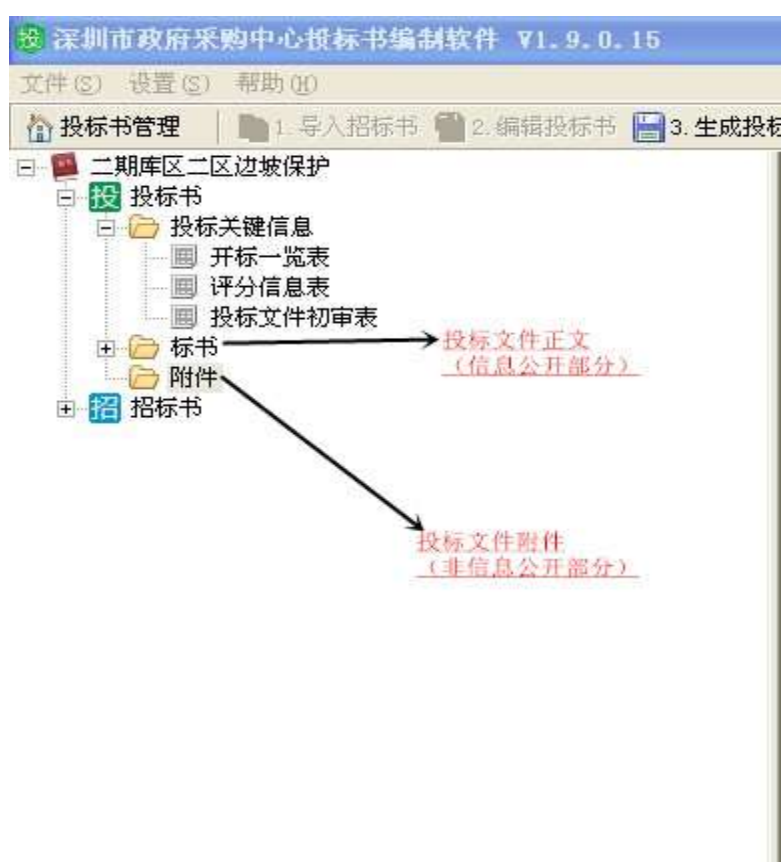 深圳市政府采购中心投标书编制软件 V1.9.0.15
文件(S) 设置(S) 帮助(H)
投标书管理 1.导入招标书 2.编辑投标书 3.生成投标
二期库区二区边坡保护
投 投标书
投标关键信息
开标一览表
评分信息表
投标文件初审表
标书
投标文件正文
（信息公开部分）
附件
招 招标书
投标文件附件
（非信息公开部分）